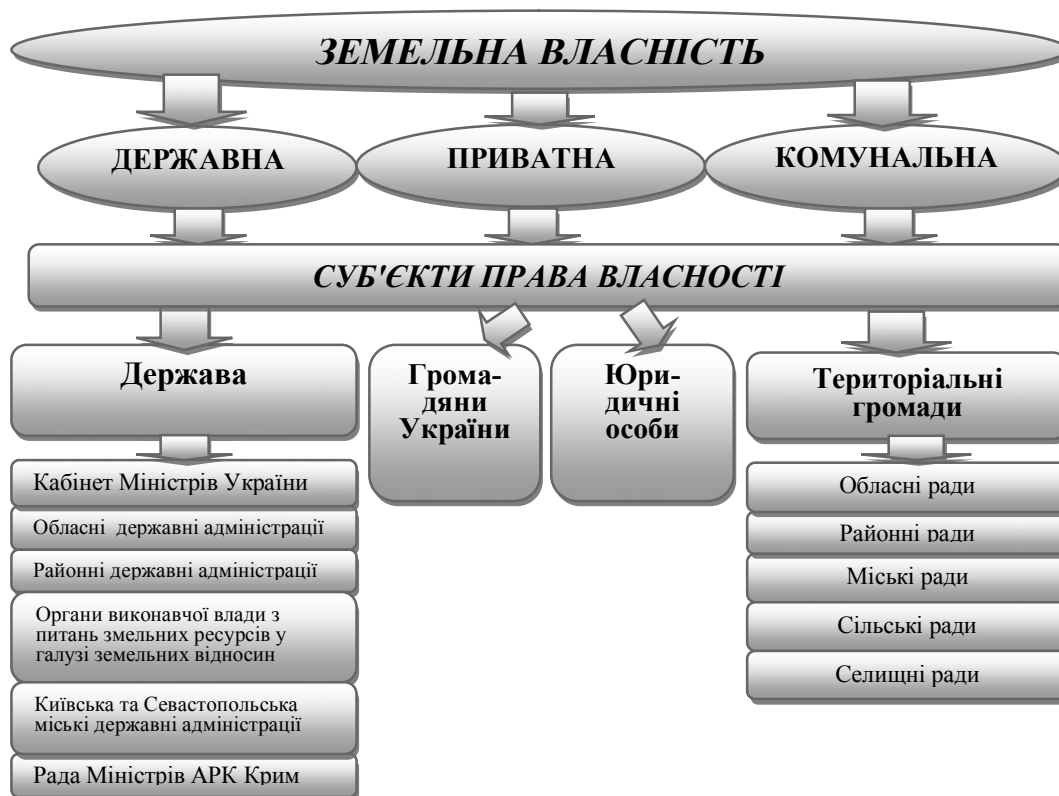 ЗЕМЕЛЬНА ВЛАСНІСТЬ
ДЕРЖАВНА
ПРИВАТНА
КОМУНАЛЬНА
СУБ'ЄКТИ ПРАВА ВЛАСНОСТІ
Держава
Грома-
дяни
України
Юри-
дичні
особи
Територіальні
громади
Кабінет Міністрів України
Обласні державні адміністрації
Районні державні адміністрації
Органи виконавчої влади з
питань змельних ресурсів у
галузі земельних відносин
Київська та Севастопольська
міські державні адміністрації
Рада Міністрів АРК Крим
Обласні ради
Районні ради
Міські ради
Сільські ради
Селищні ради